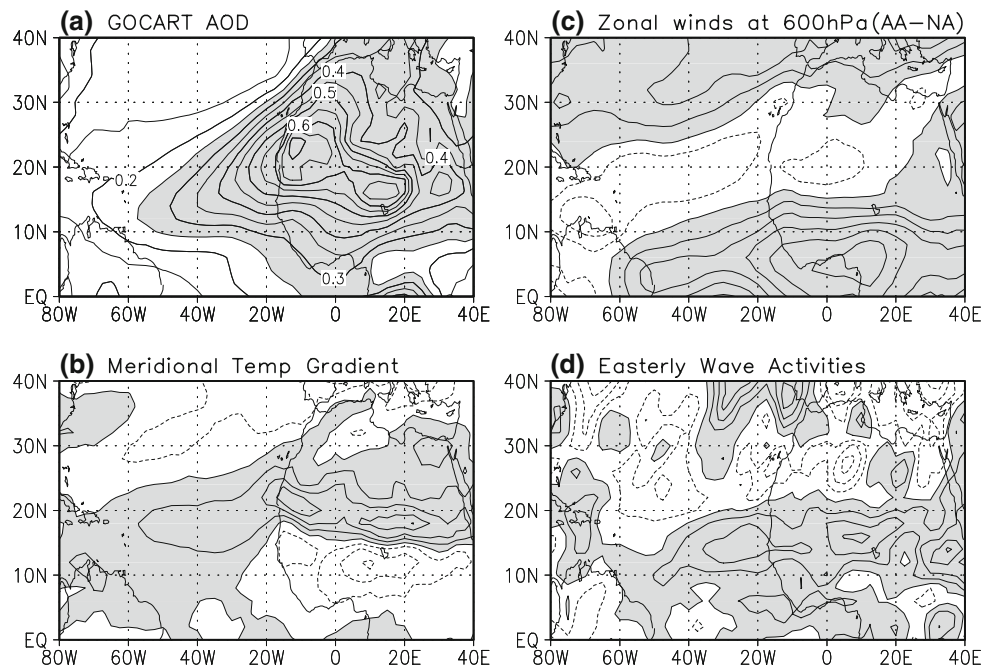 (a) GOCART AOD
40N
30N
20N
10N
EQ
80W 60W 40W 20W 0 20E 40E
0.4
0.5
0.6
0.4
0.2
0.3
(c) Zonal winds at 600hPa(AA−NA)
40N
30N
20N
10N
EQ
80W 60W 40W 20W 0 20E 40E
(b) Meridional Temp Gradient
40N
30N
20N
10N
EQ
80W 60W 40W 20W 0 20E 40E
(d) Easterly Wave Activities
40N
30N
20N
10N
EQ
80W 60W 40W 20W 0 20E 40E